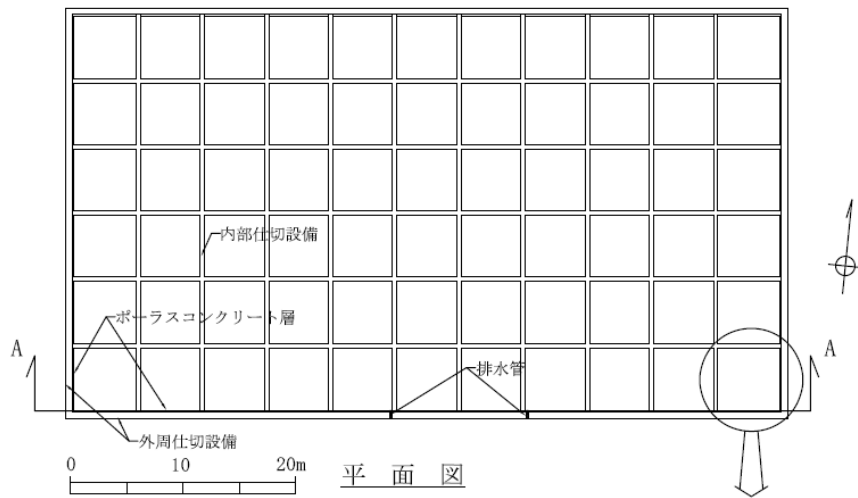 内部仕切設備
ポーラスコンクリート層
A
A
排水管
外周仕切設備
0 10 20m
平 面 図